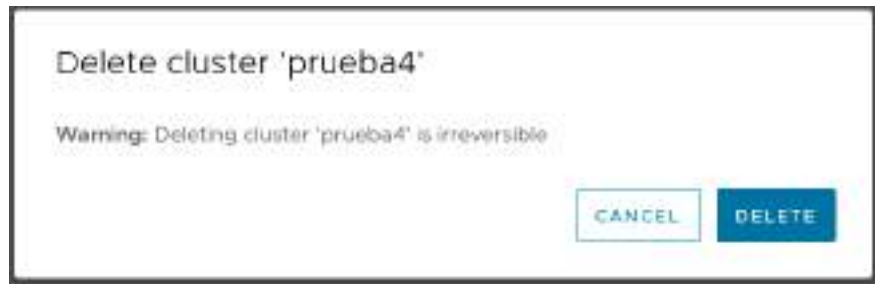 Delete cluster 'prueba4'
Warning: Deleting cluster 'prueba4' is irreversible
CANCEL DELETE